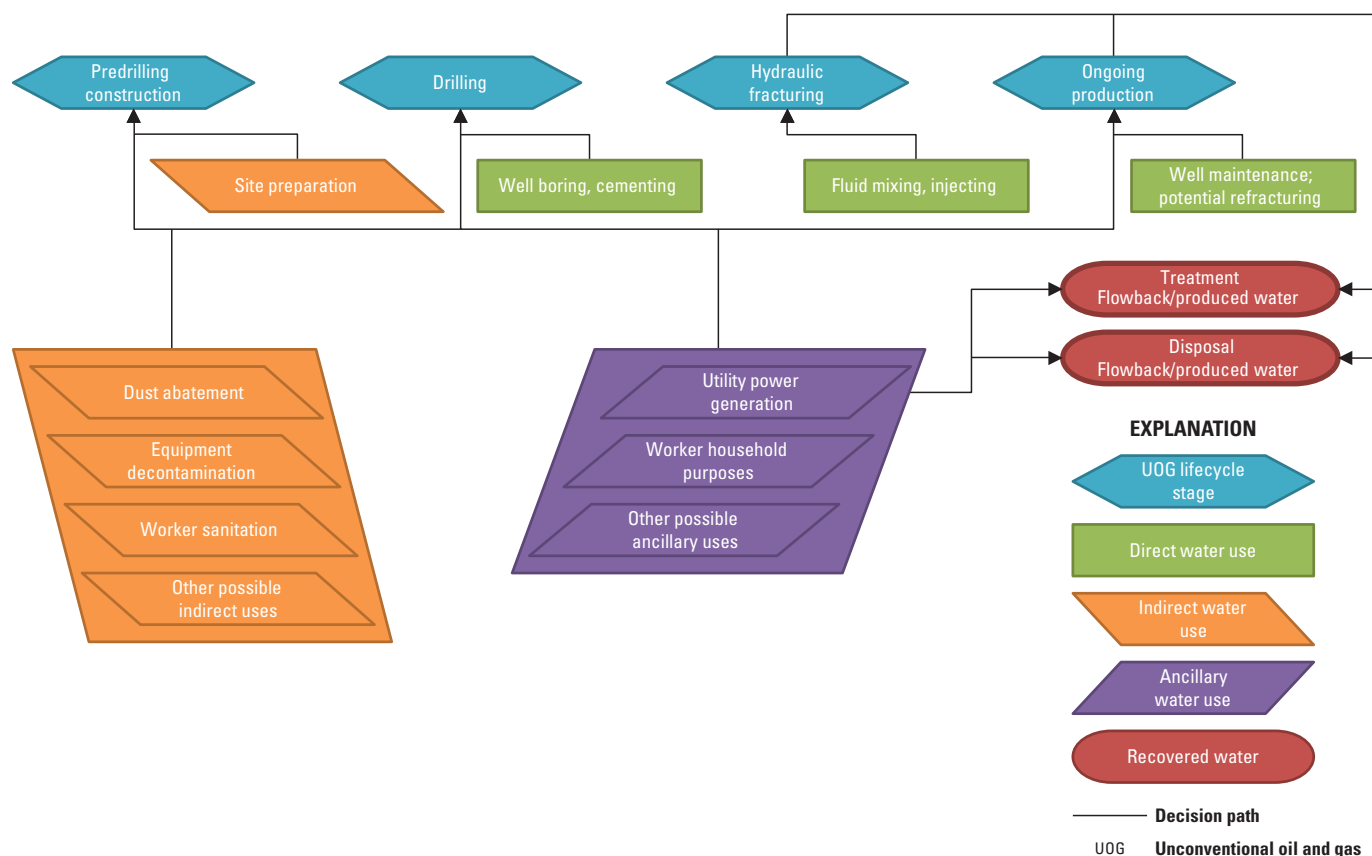 Predrilling
construction
Drilling
Hydraulic
fracturing
Ongoing
production
Site preparation
Well boring, cementing
Fluid mixing, injecting
Well maintenance;
potential refracturing
Treatment
Flowback/produced water
Disposal
Flowback/produced water
Dust abatement
Equipment
decontamination
Worker sanitation
Other possible
indirect uses
Utility power
generation
Worker household
purposes
Other possible
ancillary uses
EXPLANATION
UOG lifecycle
stage
Direct water use
Indirect water
use
Ancillary
water use
Recovered water
Decision path
UOG Unconventional oil and gas